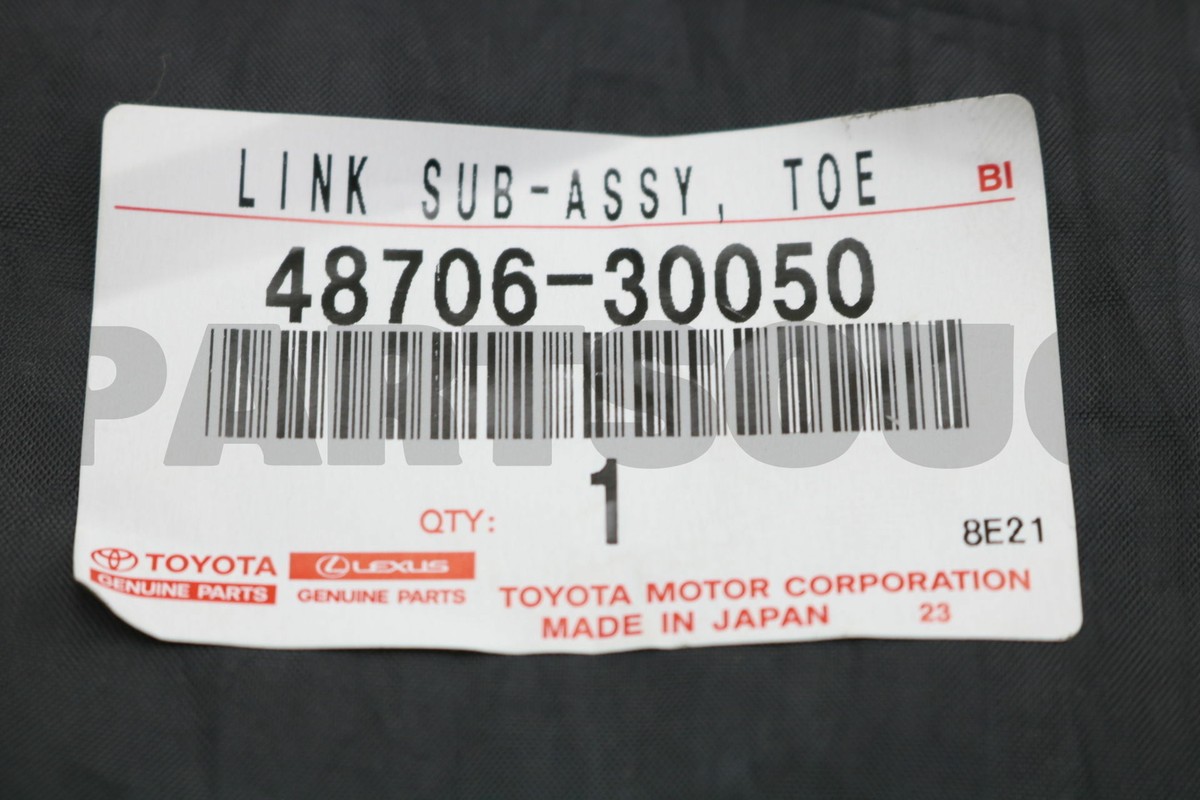 LINK SUB-ASSY, TOE BI
48706-30050
PARTSOU
1
QTY:
8E21
TOYOTA
GENUINE PARTS
LEXUS
GENUINE PARTS
TOYOTA MOTOR CORPORATION
MADE IN JAPAN 23